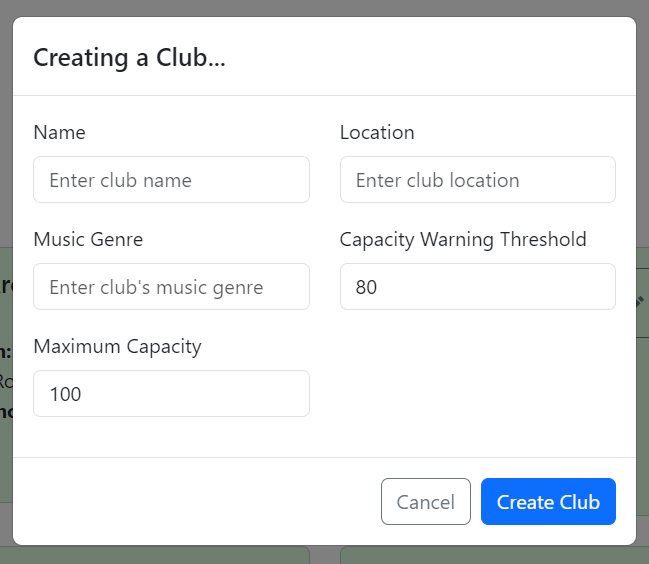 Creating a Club...
Name
Location
Enter club name
Enter club location
Music Genre
Capacity Warning Threshold
Enter club's music genre
80
Maximum Capacity
100
Cancel
Create Club